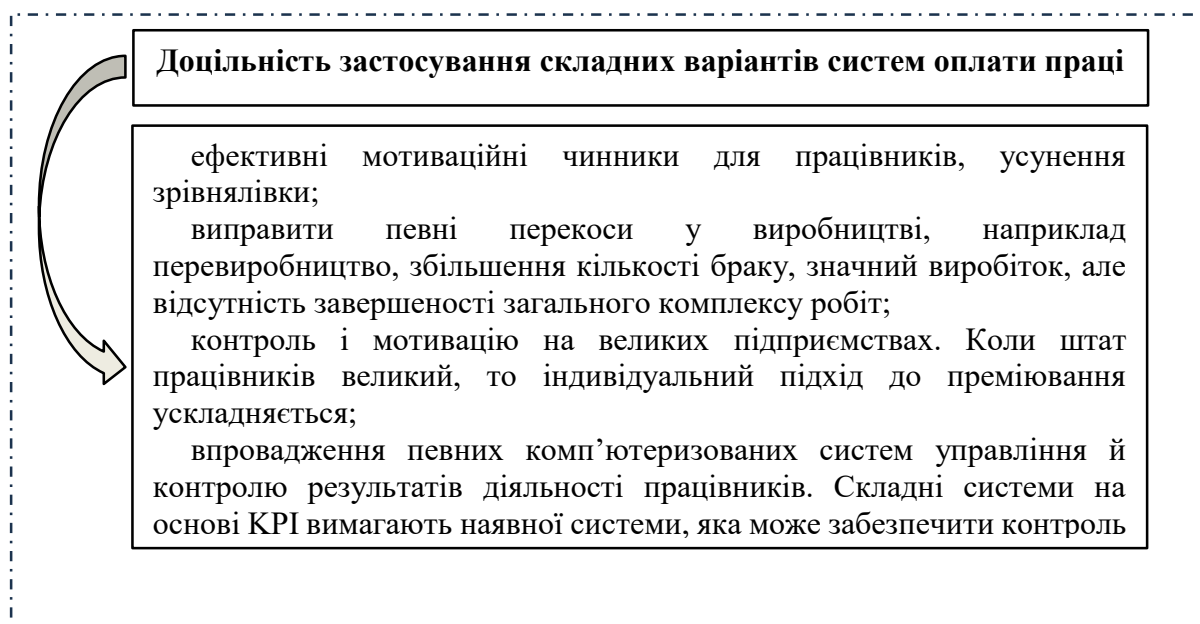 Доцільність застосування складних варіантів систем оплати праці
ефективні мотиваційні чинники для працівників, усунення
зрівнялівки;
виправити певні перекоси у виробництві, наприклад
перевиробництво, збільшення кількості браку, значний виробіток, але
відсутність завершеності загального комплексу робіт;
контроль і мотивацію на великих підприємствах. Коли штат
працівників великий, то індивідуальний підхід до преміювання
ускладняється;
впровадження певних комп’ютеризованих систем управління й
контролю результатів діяльності працівників. Складні системи на
основі KPI вимагають наявної системи, яка може забезпечити контроль